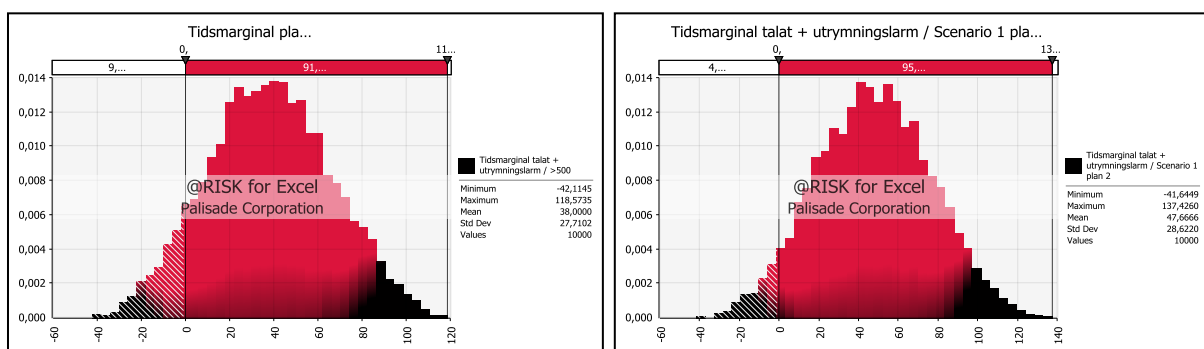 Tidsmarginal pla...
0,
11...
9,...
91,...
0,014
0,012
0,010
0,008
0,006
0,004
0,002
0,000
-60
-40
-20
0
20
40
60
80
100
120
@RISK for Excel
Palisade Corporation
Tidsmarginal talat +
utrymningslarm / >500
Minimum -42,1145
Maximum 118,5735
Mean 38,0000
Std Dev 27,7102
Values 10000
Tidsmarginal talat + utrymningslarm / Scenario 1 pla...
0,
13...
4,...
95,...
0,014
0,012
0,010
0,008
0,006
0,004
0,002
0,000
-60
-40
-20
0
20
40
60
80
100
120
140
@RISK for Excel
Palisade Corporation
Tidsmarginal talat +
utrymningslarm / Scenario 1
plan 2
Minimum -41,6449
Maximum 137,4260
Mean 47,6666
Std Dev 28,6220
Values 10000